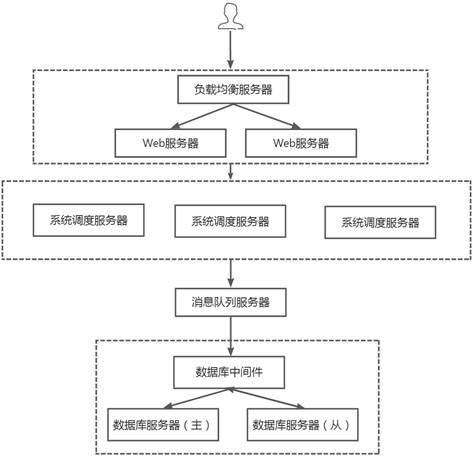 负载均衡服务器
Web服务器
Web服务器
系统调度服务器
系统调度服务器
系统调度服务器
消息队列服务器
数据库中间件
数据库服务器（主）
数据库服务器（从）